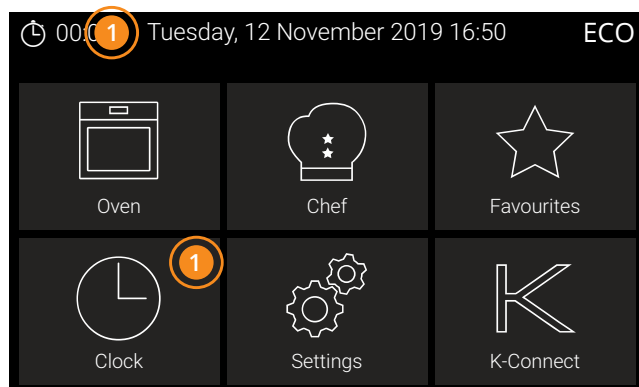 00:0 1 Tuesday, 12 November 2019 16:50 ECO
Oven Chef Favourites
1
Clock Settings K-Connect